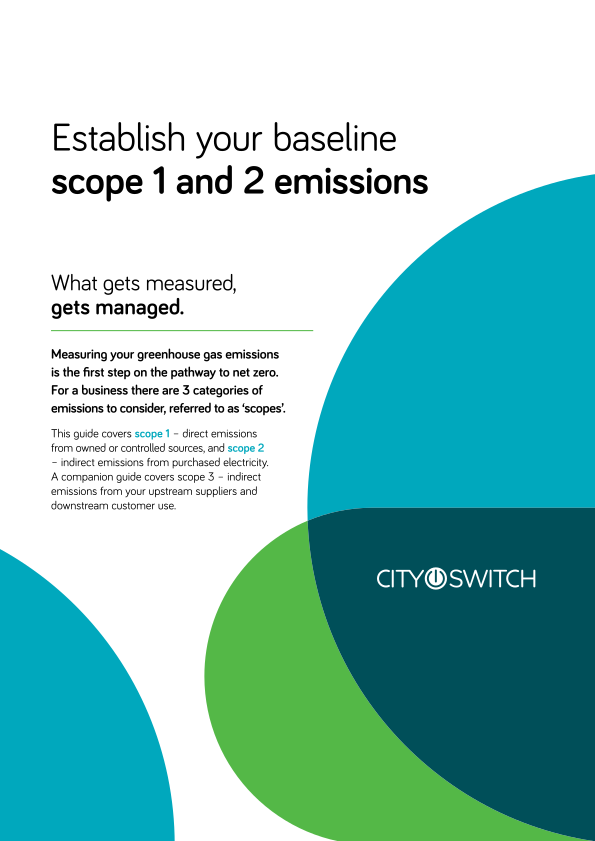 Establish your baseline
scope 1 and 2 emissions
What gets measured,
gets managed.
Measuring your greenhouse gas emissions
is the first step on the pathway to net zero.
For a business there are 3 categories of
emissions to consider, referred to as ‘scopes’.
This guide covers scope 1 – direct emissions
from owned or controlled sources, and scope 2
– indirect emissions from purchased electricity.
A companion guide covers scope 3 – indirect
emissions from your upstream suppliers and
downstream customer use.
CITY SWITCH